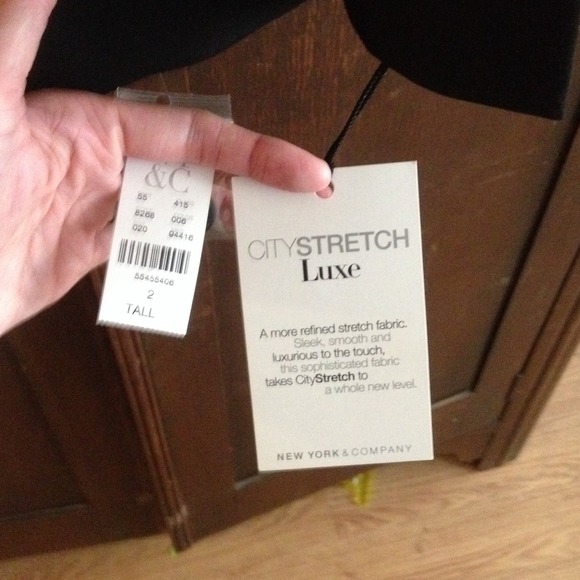 &C
55 415
8268 006
020 04416
55455406
2
TALL
CITYSTRETCH
Luxe
A more refined stretch fabric.
Sleek, smooth and
luxurious to the touch,
this sophisticated fabric
takes CityStretch to
a whole new level.
NEW YORK & COMPANY